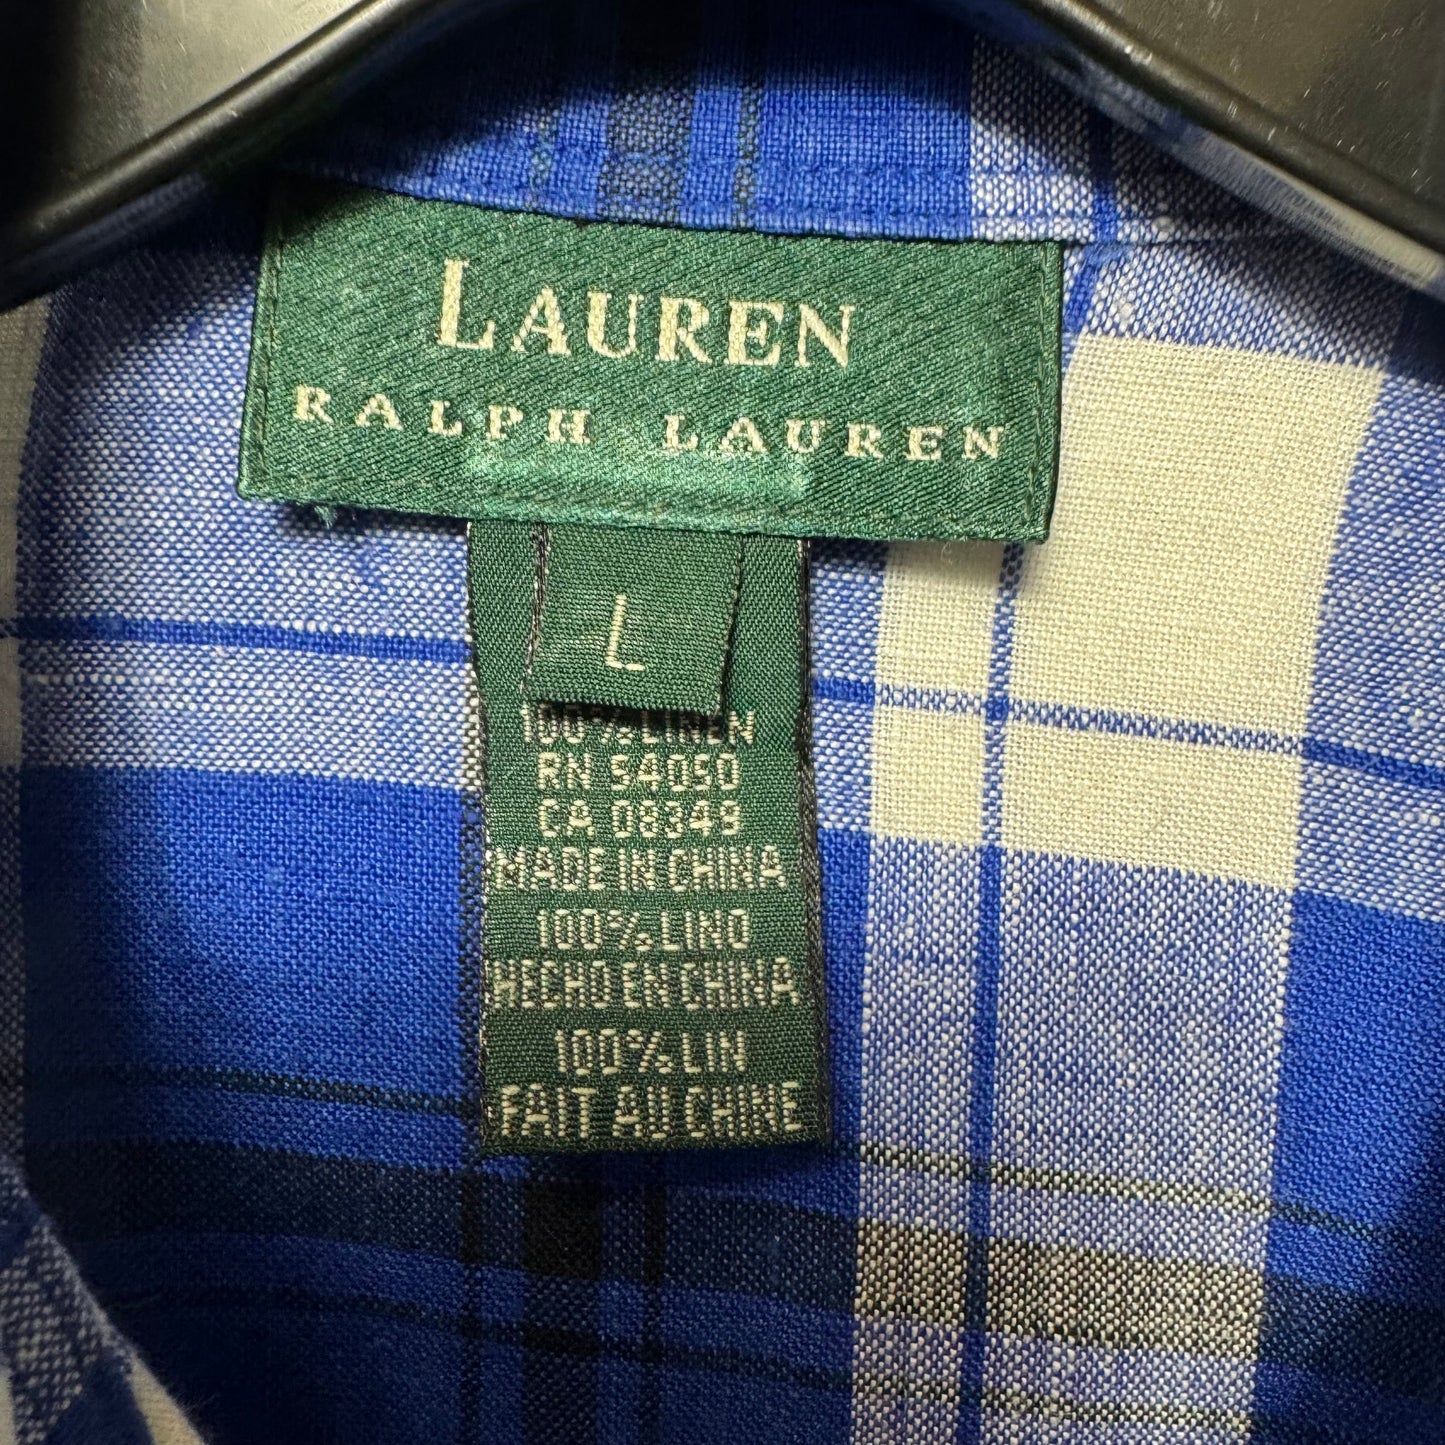 LAUREN
RALPH LAUREN
L
100% LINEN
RN 54050
CA 08349
MADE IN CHINA
100% LINO
HECHO EN CHINA
100% LIN
FAIT AU CHINE